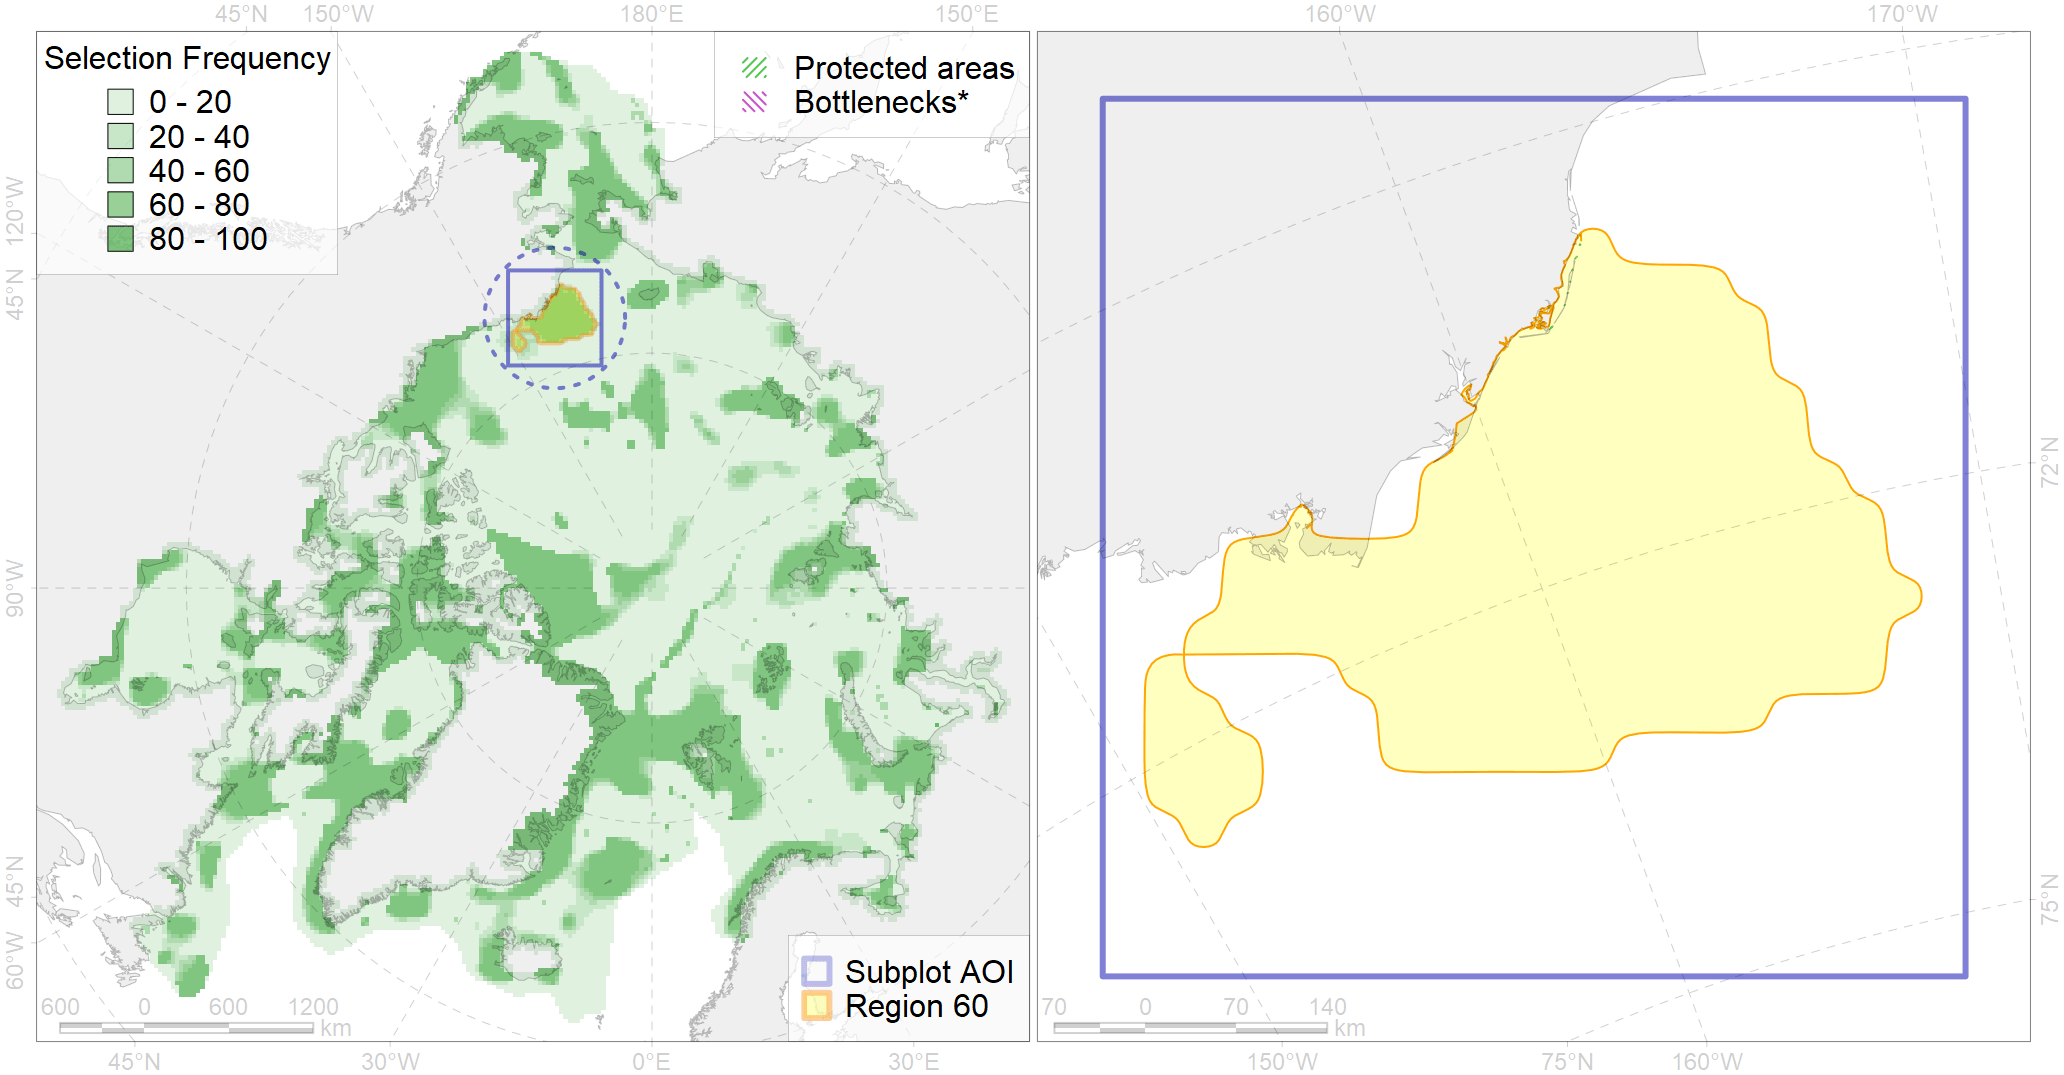 45°N 150°W 180°E 150°E 160°W 170°W
Selection Frequency
0 - 20
20 - 40
40 - 60
60 - 80
80 - 100
Protected areas
Bottlenecks*
120°W
45°N
90°W
45°N
60°W
72°N
75°N
Subplot AOI
Region 60
600 0 600 1200
km
70 0 70 140
km
45°N 30°W 0°E 30°E 150°W 75°N 160°W